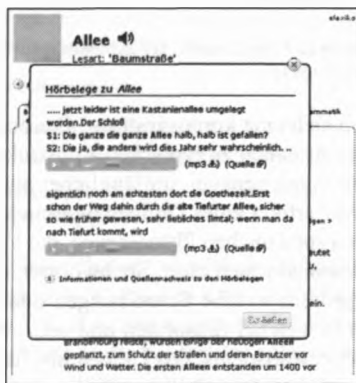 elexiko
Allee
Lesart: 'Baumstraße'
Hörbelege zu Allee
..... jetzt leider ist eine Kastanienallee umgelegt
worden.Der Schloß
S1: Die ganze die ganze Allee halb, halb ist gefallen?
S2: Die ja, die andere wird dies Jahr sehr wahrscheinlich. ..
(mp3) (Quelle)
eigentlich noch am echtesten dort die Goethezeit.Erst
schon der Weg dahin durch die alte Tiefurter Allee, sicher
so wie früher gewesen, sehr liebliches Ilmtal; wenn man da
nach Tiefurt kommt, wird
(mp3) (Quelle)
Informationen und Quellennachweis zu den Hörbelegen
Schließen
Brandenburg reiste, wurden einige der heutigen Alleen
gepflanzt, zum Schutz der Straßen und deren Benutzer vor
Wind und Wetter. Die ersten Alleen entstanden um 1400 vor